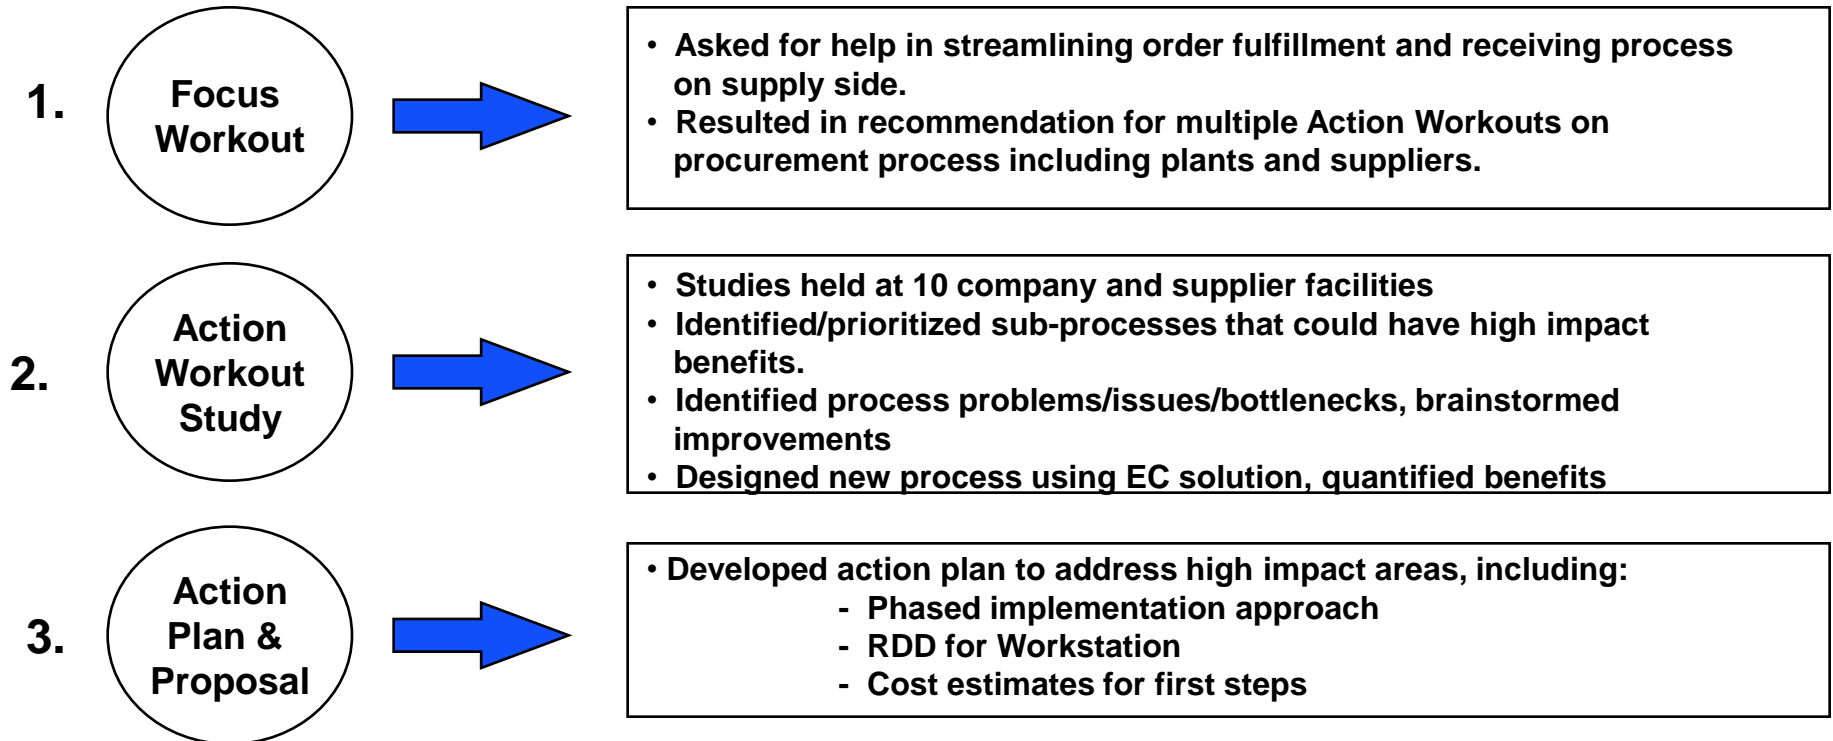 1.
Focus
Workout
• Asked for help in streamlining order fulfillment and receiving process
on supply side.
• Resulted in recommendation for multiple Action Workouts on
procurement process including plants and suppliers.
2.
Action
Workout
Study
• Studies held at 10 company and supplier facilities
• Identified/prioritized sub-processes that could have high impact
benefits.
• Identified process problems/issues/bottlenecks, brainstormed
improvements
• Designed new process using EC solution, quantified benefits
3.
Action
Plan &
Proposal
• Developed action plan to address high impact areas, including:
- Phased implementation approach
- RDD for Workstation
- Cost estimates for first steps